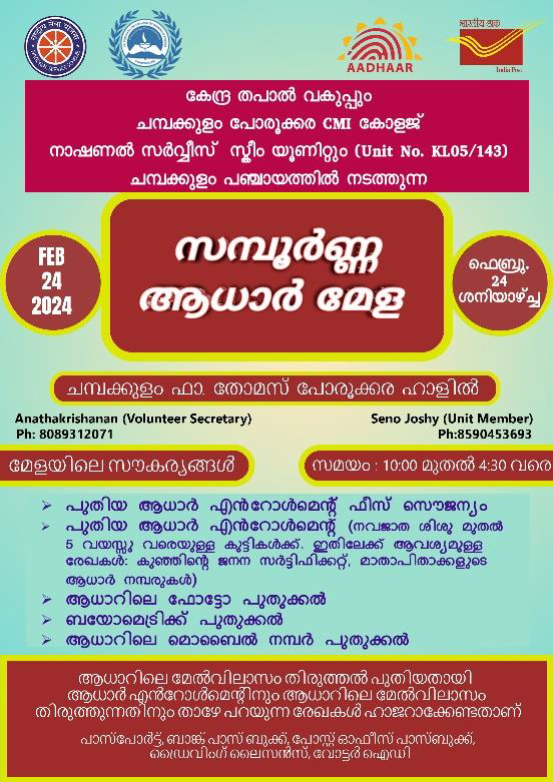 AADHAAR
भारतीय डाक
India Post
കേന്ദ്ര തപാൽ വകുപ്പും
ചമ്പക്കുളം പോരൂക്കര CMI കോളജ്
നാഷണൽ സർവ്വീസ് സ്കീം യൂണിറ്റും (Unit No. KL05/143)
ചമ്പക്കുളം പഞ്ചായത്തിൽ നടത്തുന്ന
FEB
24
2024
സമ്പൂർണ്ണ
ആധാർ മേള
ഫെബ്രു.
24
ശനിയാഴ്ച്ച
ചമ്പക്കുളം ഫാ. തോമസ് പോരൂക്കര ഹാളിൽ
Anathakrishanan (Volunteer Secretary)
Ph: 8089312071
Seno Joshy (Unit Member)
Ph:8590453693
മേളയിലെ സൗകര്യങ്ങൾ
സമയം : 10:00 മുതൽ 4:30 വരെ
➢ പുതിയ ആധാർ എൻറോൾമെന്റ് ഫീസ് സൌജന്യം
➢ പുതിയ ആധാർ എൻറോൾമെന്റ് (നവജാത ശിശു മുതൽ
5 വയസ്സു വരെയുള്ള കുട്ടികൾക്ക്. ഇതിലേക്ക് ആവശ്യമുള്ള
രേഖകൾ: കുഞ്ഞിന്റെ ജനന സർട്ടിഫിക്കറ്റ്, മാതാപിതാക്കളുടെ
ആധാർ നമ്പരുകൾ)
➢ ആധാറിലെ ഫോട്ടോ പുതുക്കൽ
➢ ബയോമെട്രിക്ക് പുതുക്കൽ
➢ ആധാറിലെ മൊബൈൽ നമ്പർ പുതുക്കൽ
ആധാറിലെ മേൽവിലാസം തിരുത്തൽ പുതിയതായി
ആധാർ എൻറോൾമെന്റിനും ആധാറിലെ മേൽവിലാസം
തിരുത്തുന്നതിനും താഴേ പറയുന്ന രേഖകൾ ഹാജരാക്കേണ്ടതാണ്
പാസ്പോർട്ട്, ബാങ്ക് പാസ് ബുക്ക്, പോസ്റ്റ് ഓഫീസ് പാസ്ബുക്ക്,
ഡ്രൈവിംഗ് ലൈസൻസ്, വോട്ടർ ഐഡി